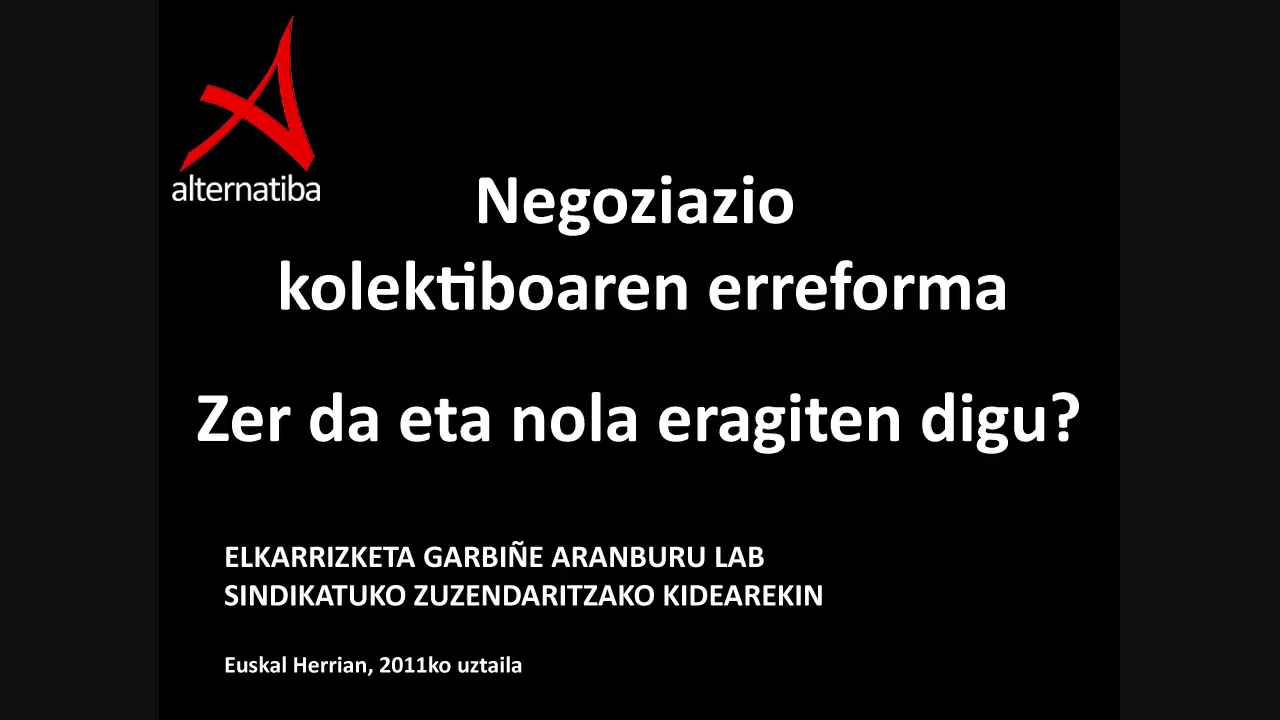 alternatiba
Negoziazio
kolektiboaren erreforma
Zer da eta nola eragiten digu?
ELKARRIZKETA GARBIÑE ARANBURU LAB
SINDIKATUKO ZUZENDARITZAKO KIDEAREKIN
Euskal Herrian, 2011ko uztaila